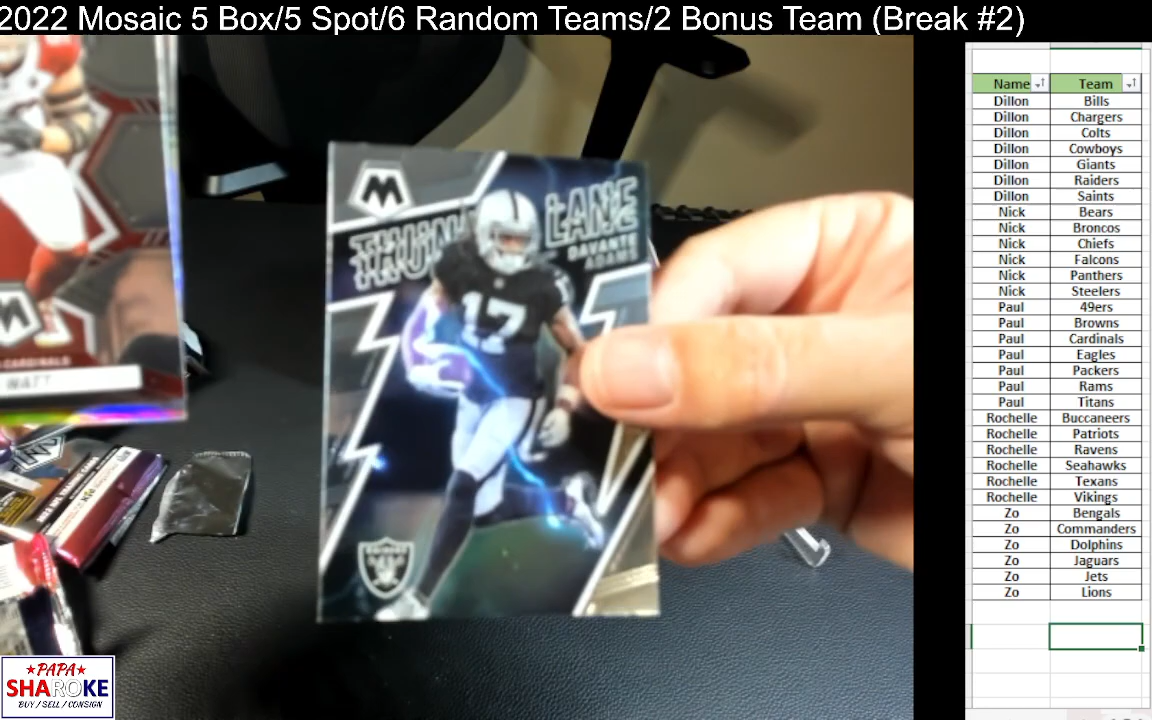 2022 Mosaic 5 Box/5 Spot/6 Random Teams/2 Bonus Team (Break #2)
Name Team
Dillon Bills
Dillon Chargers
Dillon Colts
Dillon Cowboys
Dillon Giants
Dillon Raiders
Dillon Saints
Nick Bears
Nick Broncos
Nick Chiefs
Nick Falcons
Nick Panthers
Nick Steelers
Paul 49ers
Paul Browns
Paul Cardinals
Paul Eagles
Paul Packers
Paul Rams
Paul Titans
Rochelle Buccaneers
Rochelle Patriots
Rochelle Ravens
Rochelle Seahawks
Rochelle Texans
Rochelle Vikings
Zo Bengals
Zo Commanders
Zo Dolphins
Zo Jaguars
Zo Jets
Zo Lions
M
LANE
DAVANTE
ADAMS
17
RAIDERS
CARDINALS
WATT
PAPA
SHAROKE
BUY / SELL / CONSIGN